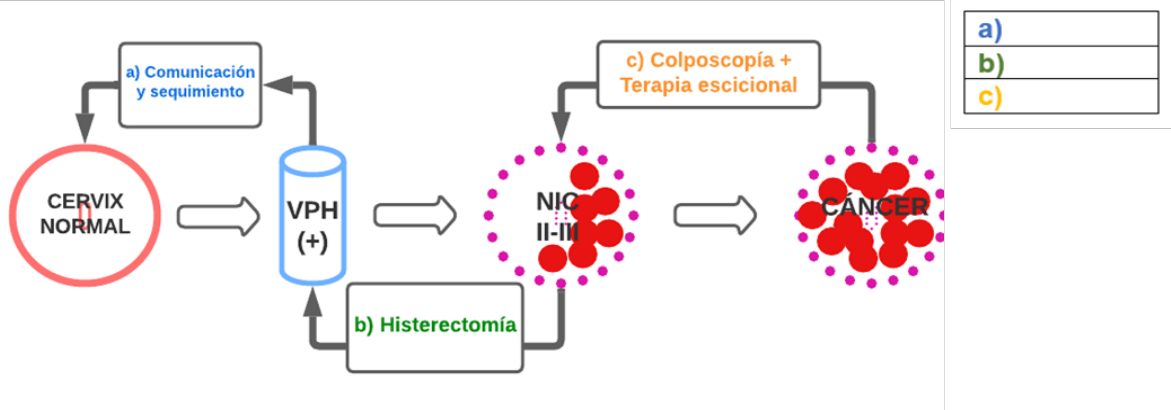 a) Comunicación
y sequimiento
c) Colposcopía +
Terapia escicional
a)
b)
c)
CERVIX
NORMAL
VPH
(+)
NIC
II-III
CÁNCER
b) Histerectomía